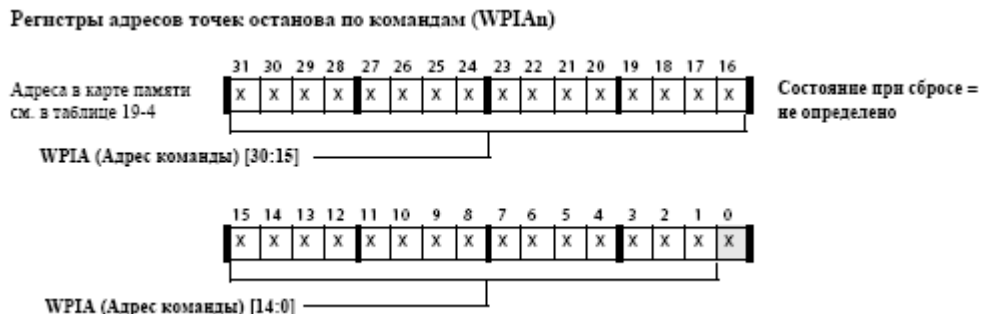 Регистры адресов точек останова по командам (WPIAn)
31 30 29 28 27 26 25 24 23 22 21 20 19 18 17 16
Адреса в карте памяти
см. в таблице 19-4
X X X X X X X X X X X X X X X X
Состояние при сбросе =
не определено
WPIA (Адрес команды) [30:15]
15 14 13 12 11 10 9 8 7 6 5 4 3 2 1 0
X X X X X X X X X X X X X X X X
WPIA (Адрес команды) [14:0]